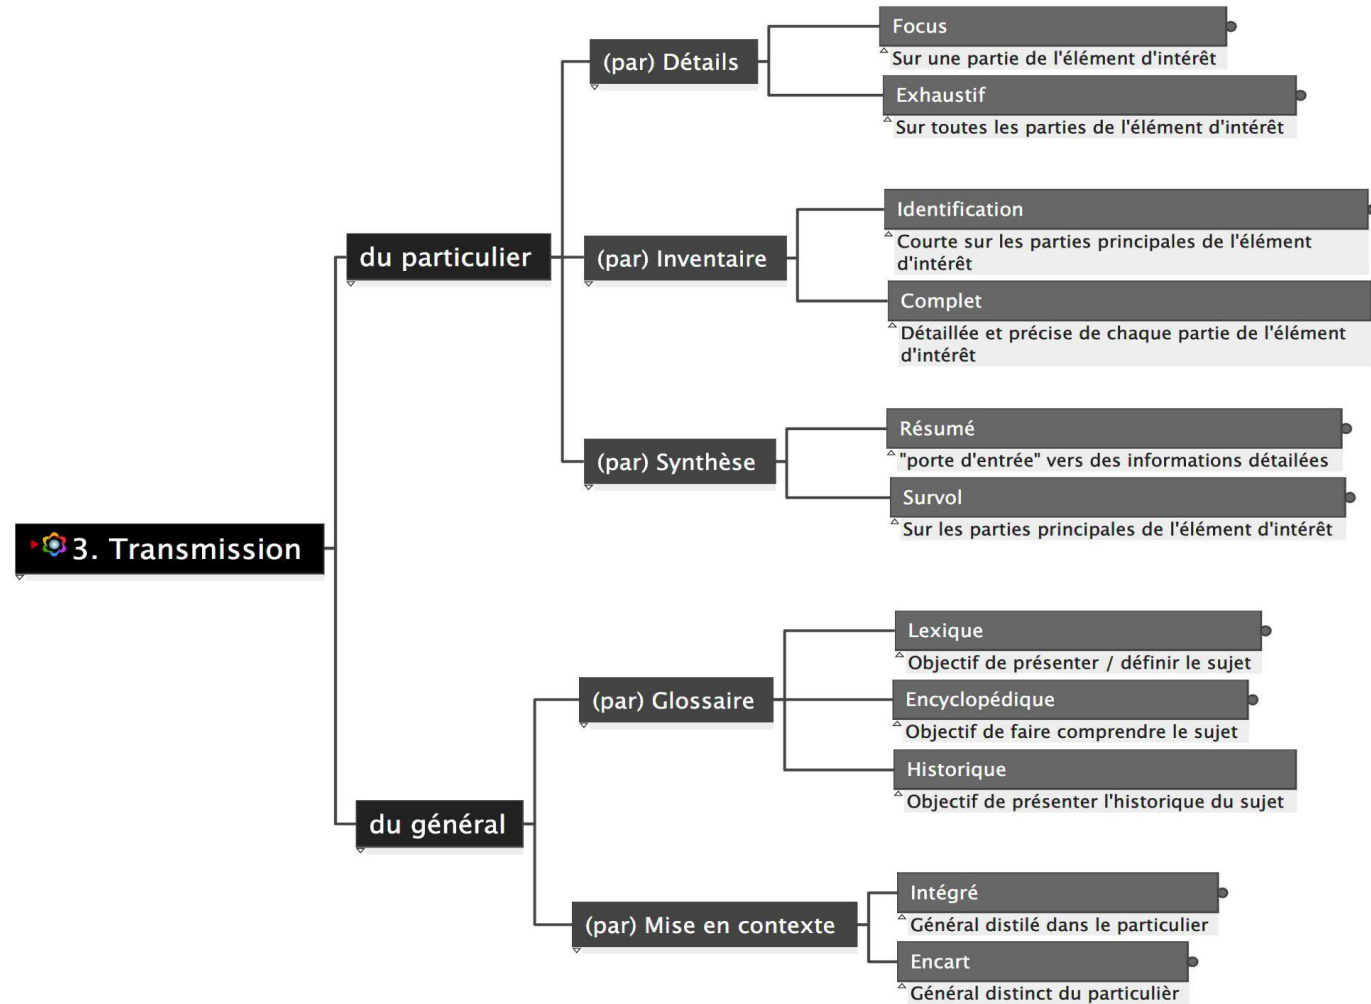 3. Transmission
du particulier
(par) Détails
Focus
Sur une partie de l'élément d'intérêt
Exhaustif
Sur toutes les parties de l'élément d'intérêt
(par) Inventaire
Identification
Courte sur les parties principales de l'élément
d'intérêt
Complet
Détaillée et précise de chaque partie de l'élément
d'intérêt
(par) Synthèse
Résumé
"porte d'entrée" vers des informations détailées
Survol
Sur les parties principales de l'élément d'intérêt
du général
(par) Glossaire
Lexique
Objectif de présenter / définir le sujet
Encyclopédique
Objectif de faire comprendre le sujet
Historique
Objectif de présenter l'historique du sujet
(par) Mise en contexte
Intégré
Général distilé dans le particulier
Encart
Général distinct du particulièr